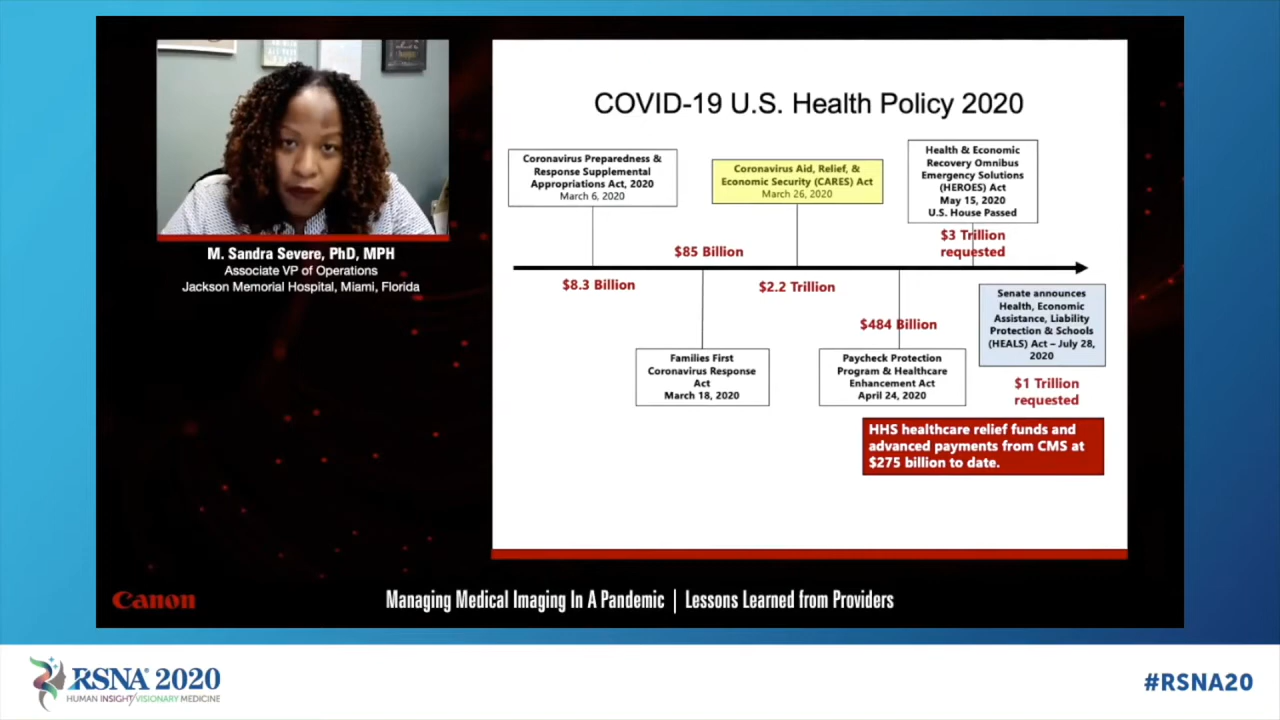 M. Sandra Severe, PhD, MPH
Associate VP of Operations
Jackson Memorial Hospital, Miami, Florida
COVID-19 U.S. Health Policy 2020
Coronavirus Preparedness &
Response Supplemental
Appropriations Act, 2020
March 6, 2020
Coronavirus Aid, Relief, &
Economic Security (CARES) Act
March 26, 2020
Health & Economic
Recovery Omnibus
Emergency Solutions
(HEROES) Act
May 15, 2020
U.S. House Passed
$3 Trillion
requested
$85 Billion
$8.3 Billion
$2.2 Trillion
$484 Billion
Senate announces
Health, Economic
Assistance, Liability
Protection & Schools
(HEALS) Act – July 28,
2020
$1 Trillion
requested
Families First
Coronavirus Response
Act
March 18, 2020
Paycheck Protection
Program & Healthcare
Enhancement Act
April 24, 2020
HHS healthcare relief funds and
advanced payments from CMS at
$275 billion to date.
Canon
Managing Medical Imaging In A Pandemic | Lessons Learned from Providers
RSNA® 2020
HUMAN INSIGHT/VISIONARY MEDICINE
#RSNA20